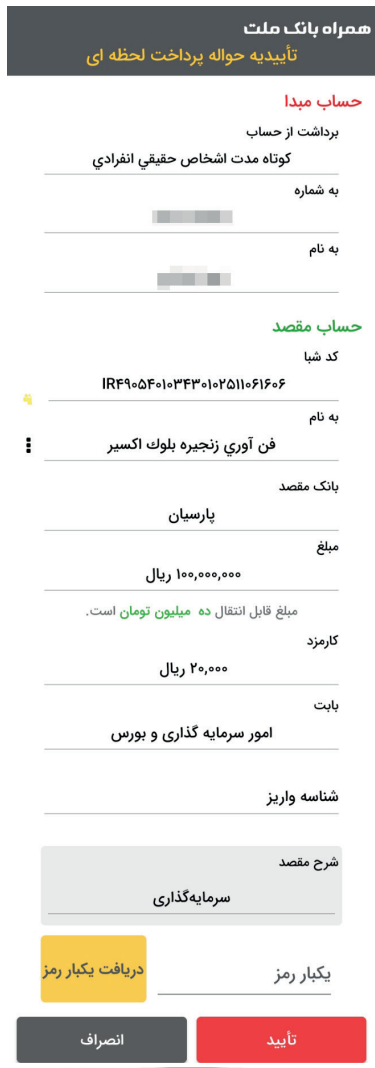 همراه بانک ملت
تأییدیه حواله پرداخت لحظه ای
حساب مبدا
برداشت از حساب
کوتاه مدت اشخاص حقيقي انفرادي
به شماره
به نام
حساب مقصد
کد شبا
IR۴۹۰۵۴۰۱۰۳۴۳۰۱۰۲۵۱۱۰۶۱۶۰۶
به نام
فن آوري زنجيره بلوك اكسير
بانک مقصد
پارسیان
مبلغ
۱۰۰,۰۰۰,۰۰۰ ریال
مبلغ قابل انتقال ده میلیون تومان است.
کارمزد
۲۰,۰۰۰ ریال
بابت
امور سرمایه گذاری و بورس
شناسه واریز
شرح مقصد
سرمایه‌گذاری
یکبار رمز
دریافت یکبار رمز
تأیید
انصراف